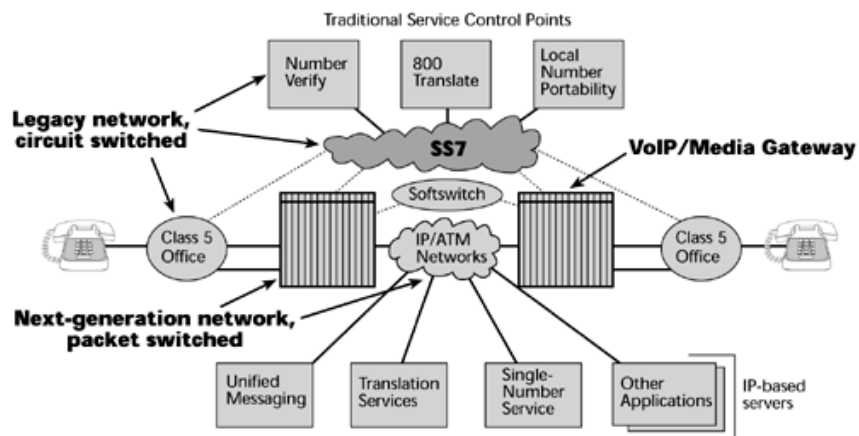 Traditional Service Control Points
Number
Verify
800
Translate
Local
Number
Portability
Legacy network,
circuit switched
SS7
VoIP/Media Gateway
Softswitch
Class 5
Office
IP/ATM
Networks
Class 5
Office
Next-generation network,
packet switched
Unified
Messaging
Translation
Services
Single-
Number
Service
Other
Applications
IP-based
servers